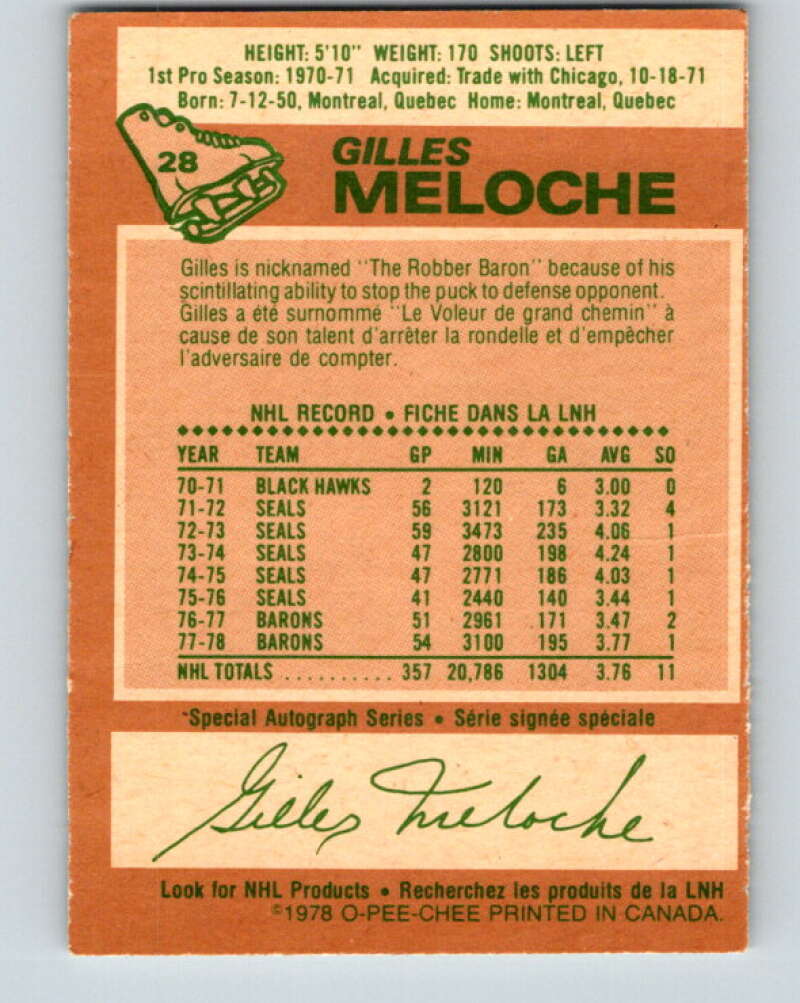 HEIGHT: 5'10" WEIGHT: 170 SHOOTS: LEFT
1st Pro Season: 1970-71 Acquired: Trade with Chicago, 10-18-71
Born: 7-12-50, Montreal, Quebec Home: Montreal, Quebec
28
GILLES
MELOCHE
Gilles is nicknamed "The Robber Baron" because of his
scintillating ability to stop the puck to defense opponent.
Gilles a été surnommé "Le Voleur de grand chemin" à
cause de son talent d'arrêter la rondelle et d'empêcher
l'adversaire de compter.
NHL RECORD • FICHE DANS LA LNH
YEAR TEAM GP MIN GA AVG SO
70-71 BLACK HAWKS 2 120 6 3.00 0
71-72 SEALS 56 3121 173 3.32 4
72-73 SEALS 59 3473 235 4.06 1
73-74 SEALS 47 2800 198 4.24 1
74-75 SEALS 47 2771 186 4.03 1
75-76 SEALS 41 2440 140 3.44 1
76-77 BARONS 51 2961 171 3.47 2
77-78 BARONS 54 3100 195 3.77 1
NHL TOTALS .......... 357 20,786 1304 3.76 11
Special Autograph Series • Série signée spéciale
Gilles Meloche
Look for NHL Products • Recherchez les produits de la LNH
©1978 O-PEE-CHEE PRINTED IN CANADA.